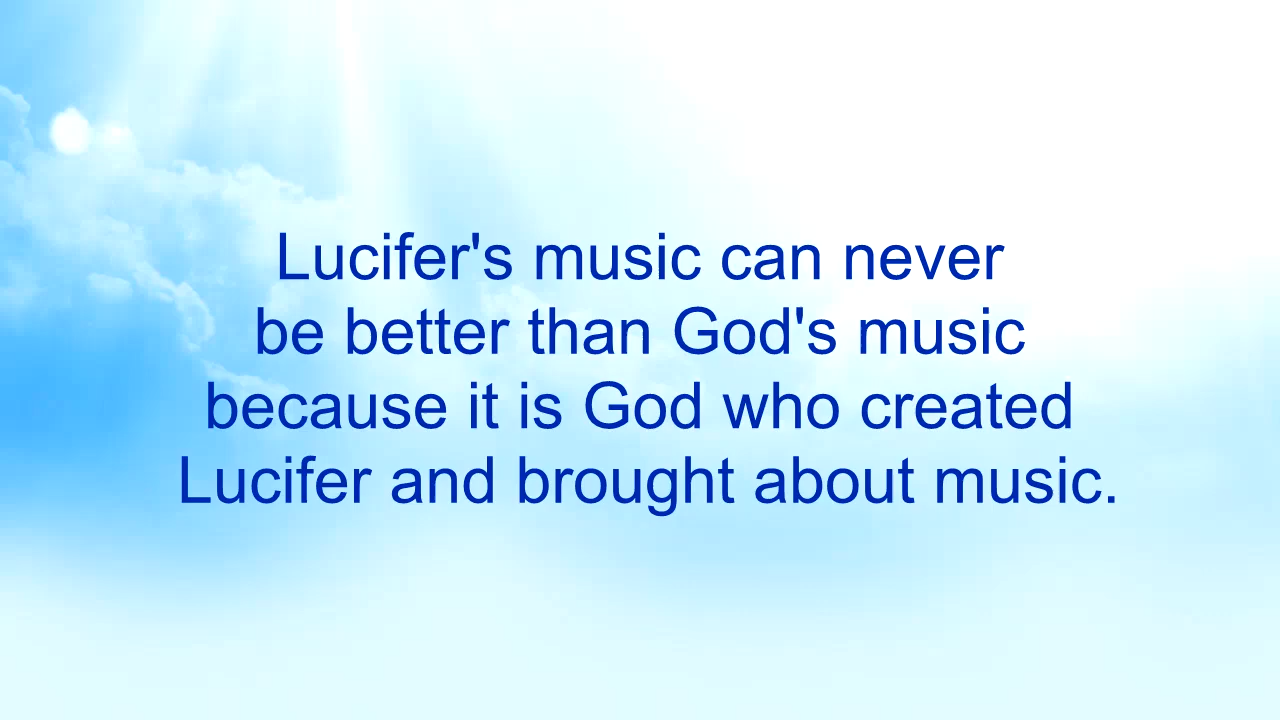 Lucifer's music can never
be better than God's music
because it is God who created
Lucifer and brought about music.